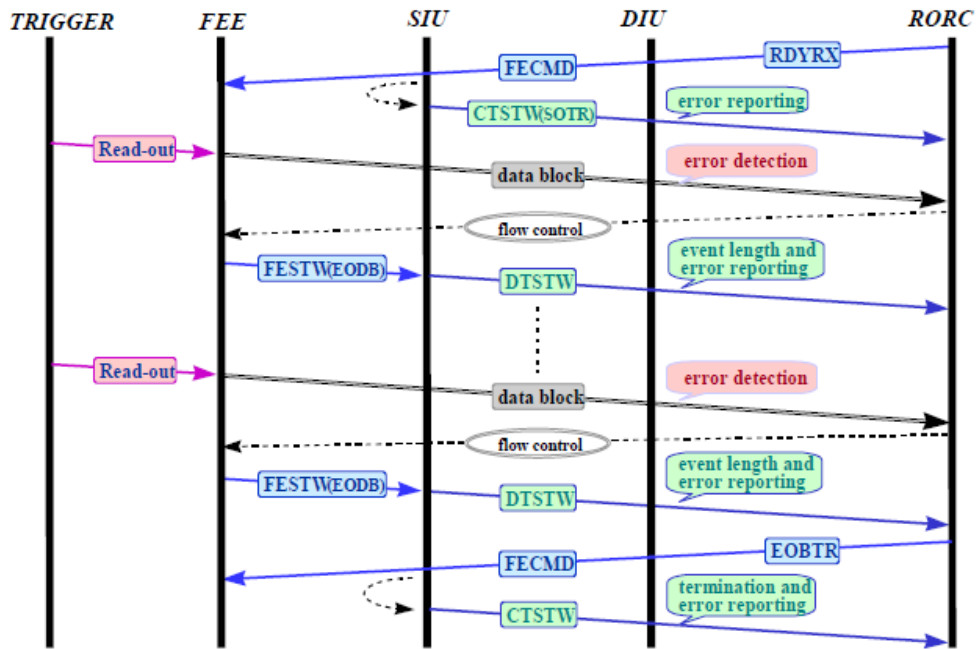 TRIGGER FEE SIU DIU RORC
RDYRX
FECMD
error reporting
CTSTW(SOTR)
Read-out
error detection
data block
flow control
event length and
error reporting
FESTW(EODB)
DTSTW
Read-out
error detection
data block
flow control
event length and
error reporting
FESTW(EODB)
DTSTW
EOBTR
FECMD
termination and
error reporting
CTSTW